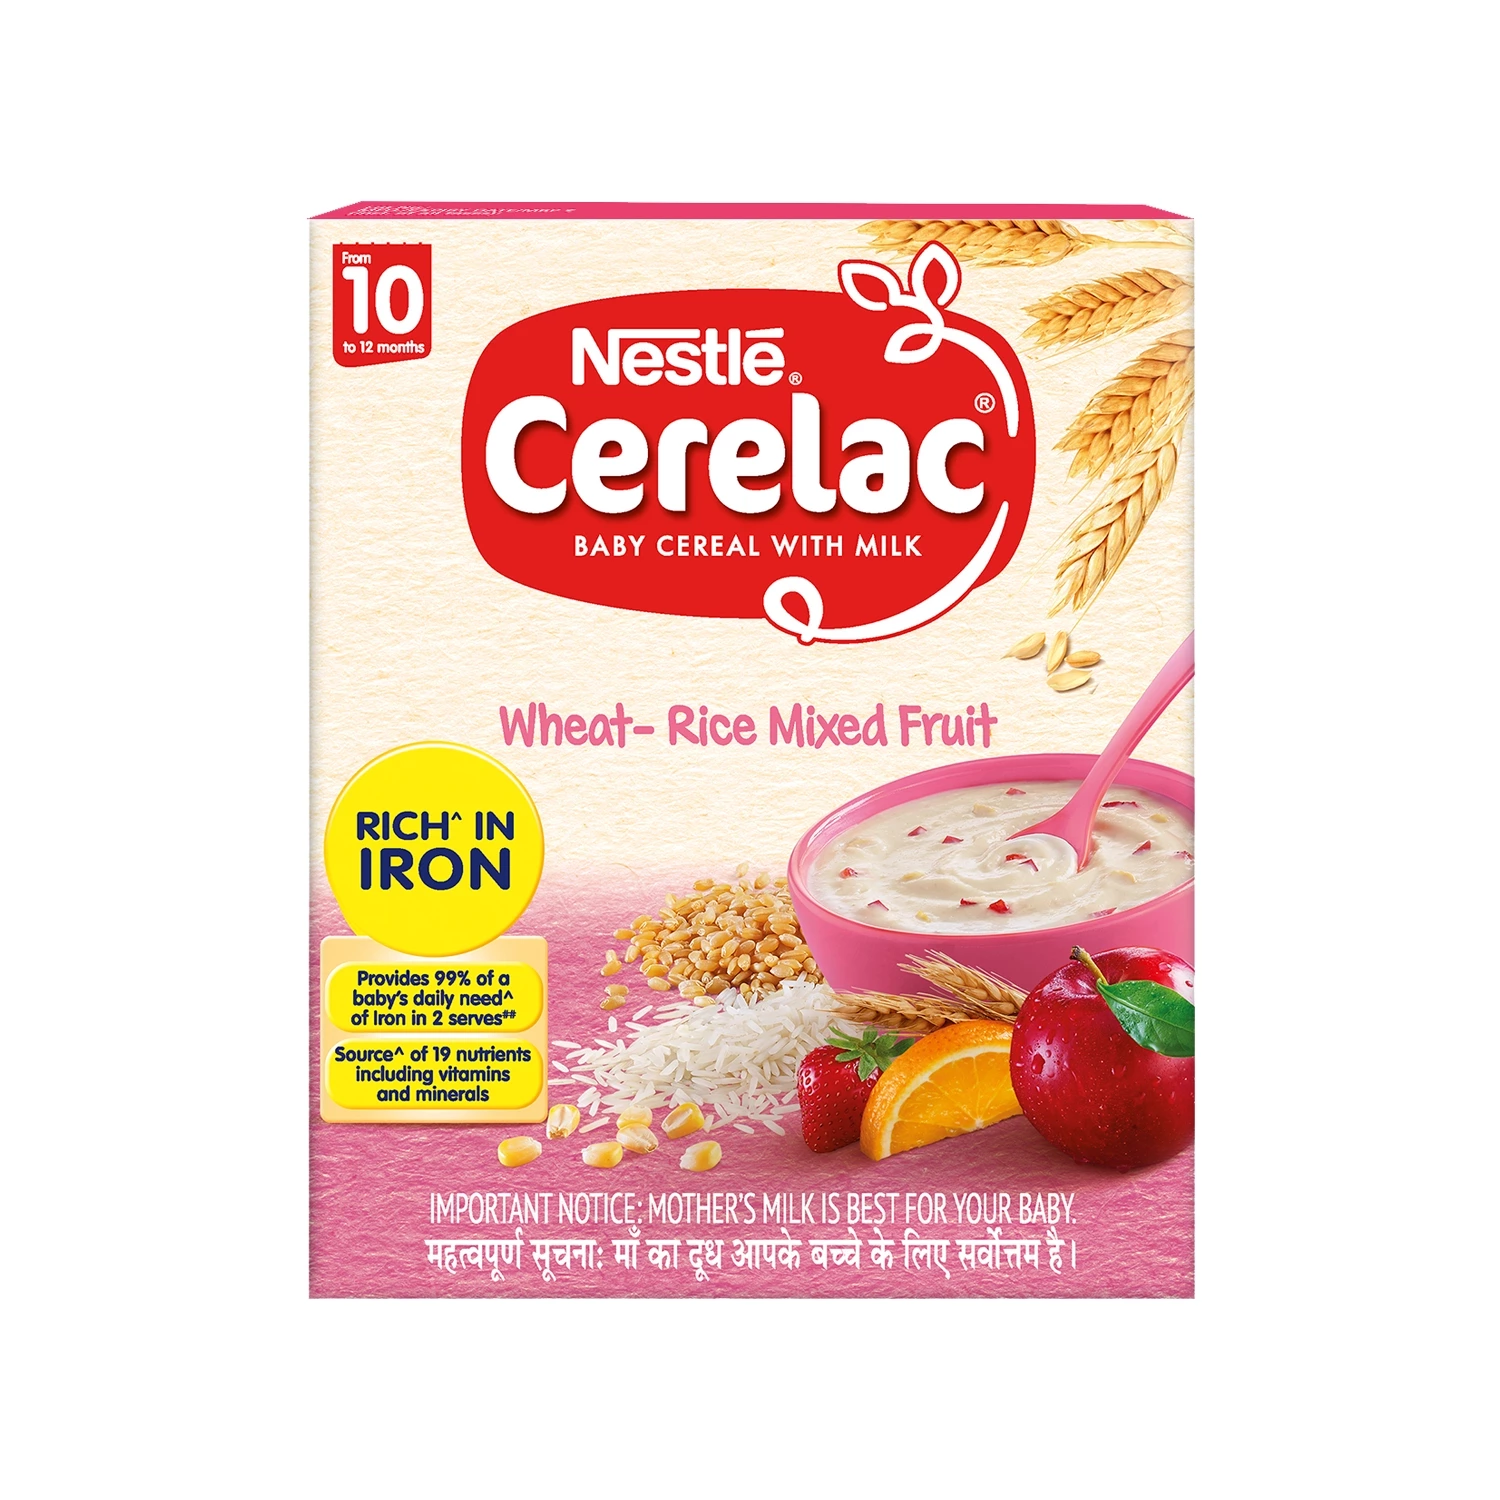 From
10
to 12 months
Nestlé®
Cerelac®
BABY CEREAL WITH MILK
Wheat- Rice Mixed Fruit
RICH^ IN
IRON
Provides 99% of a
baby's daily need^
of Iron in 2 serves##
Source^ of 19 nutrients
including vitamins
and minerals
IMPORTANT NOTICE: MOTHER'S MILK IS BEST FOR YOUR BABY.
महत्वपूर्ण सूचना: माँ का दूध आपके बच्चे के लिए सर्वोत्तम है।